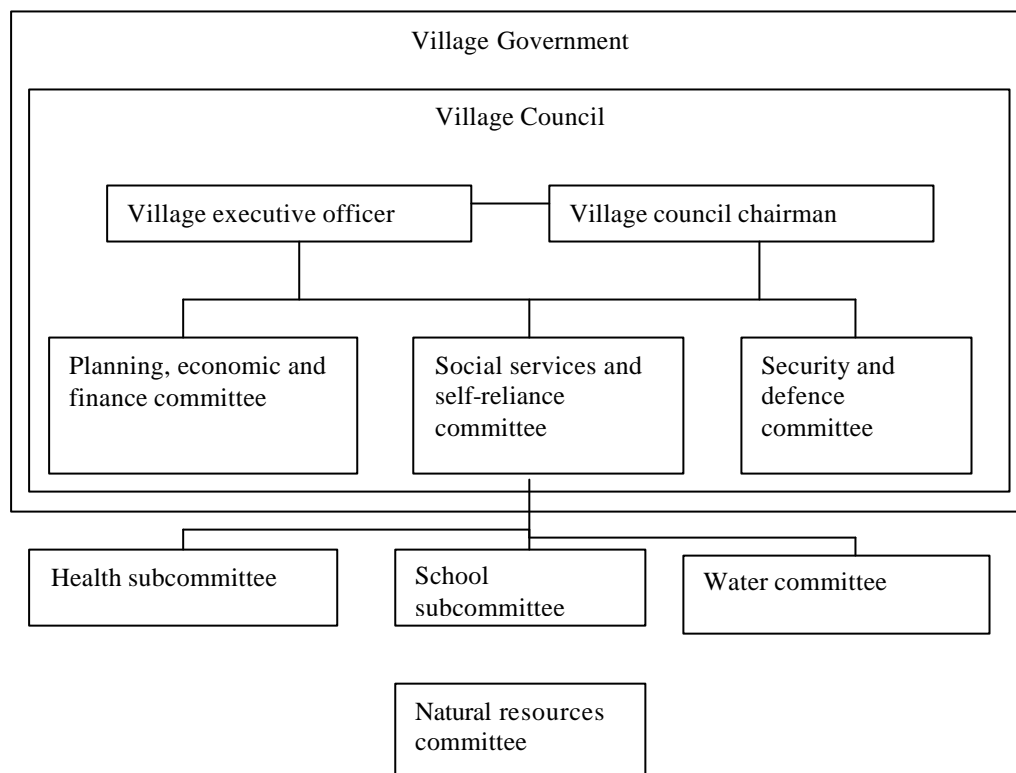 Village Government
Village Council
Village executive officer
Village council chairman
Planning, economic and
finance committee
Social services and
self-reliance
committee
Security and
defence
committee
Health subcommittee
School
subcommittee
Water committee
Natural resources
committee